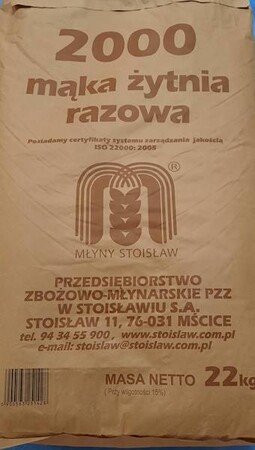 2000
mąka żytnia
razowa
Posiadamy certyfikaty systemu zarządzania jakością
ISO 22000:2005
®
MŁYNY STOISŁAW
PRZEDSIĘBIORSTWO
ZBOŻOWO-MŁYNARSKIE PZZ
W STOISŁAWIU S.A.
STOISŁAW 11, 76-031 MŚCICE
tel. 94 34 55 900, www.stoislaw.com.pl
e-mail: stoislaw@stoislaw.com.pl
MASA NETTO 22kg
( Przy wilgotności 15%)